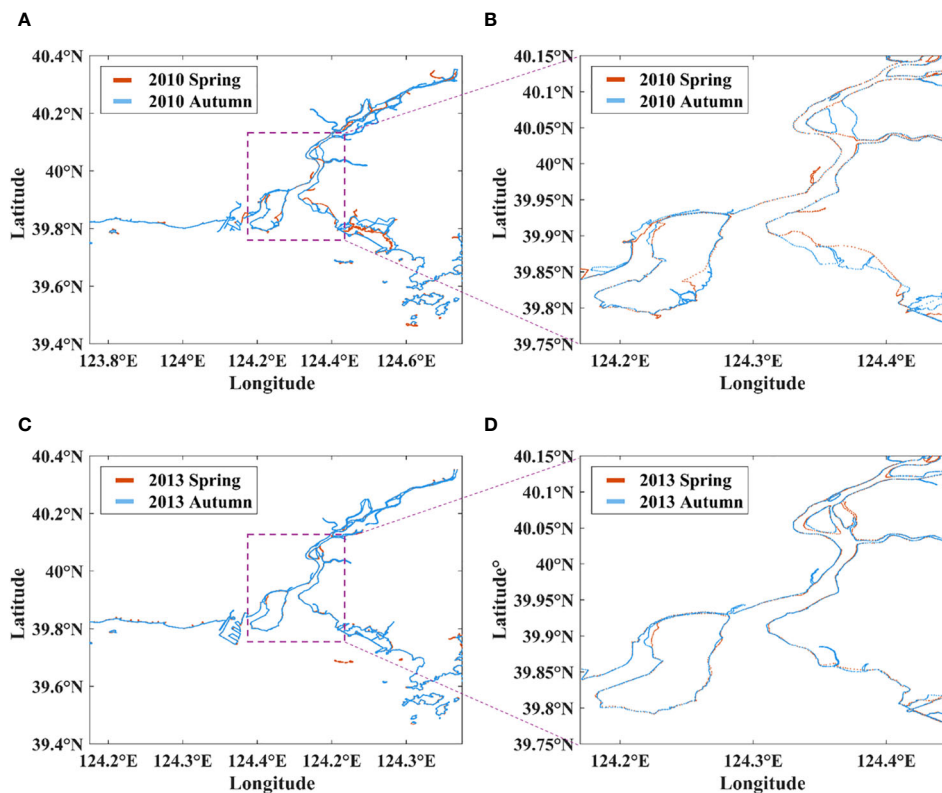 A
40.4°N
40.2°N
40°N
39.8°N
39.6°N
39.4°N
Latitude
2010 Spring
2010 Autumn
123.8°E 124°E 124.2°E 124.4°E 124.6°E
Longitude
B
40.15°N
40.1°N
40.05°N
40°N
39.95°N
39.9°N
39.85°N
39.8°N
39.75°N
Latitude
2010 Spring
2010 Autumn
124.2°E 124.3°E 124.4°E
Longitude
C
40.4°N
40.2°N
40°N
39.8°N
39.6°N
39.4°N
Latitude
2013 Spring
2013 Autumn
124.2°E 124.3°E 124.4°E 124.2°E 124.3°E
Longitude
D
40.15°N
40.1°N
40.05°N
40°N
39.95°N
39.9°N
39.85°N
39.8°N
39.75°N
Latitude°
2013 Spring
2013 Autumn
124.2°E 124.3°E 124.4°E
Longitude